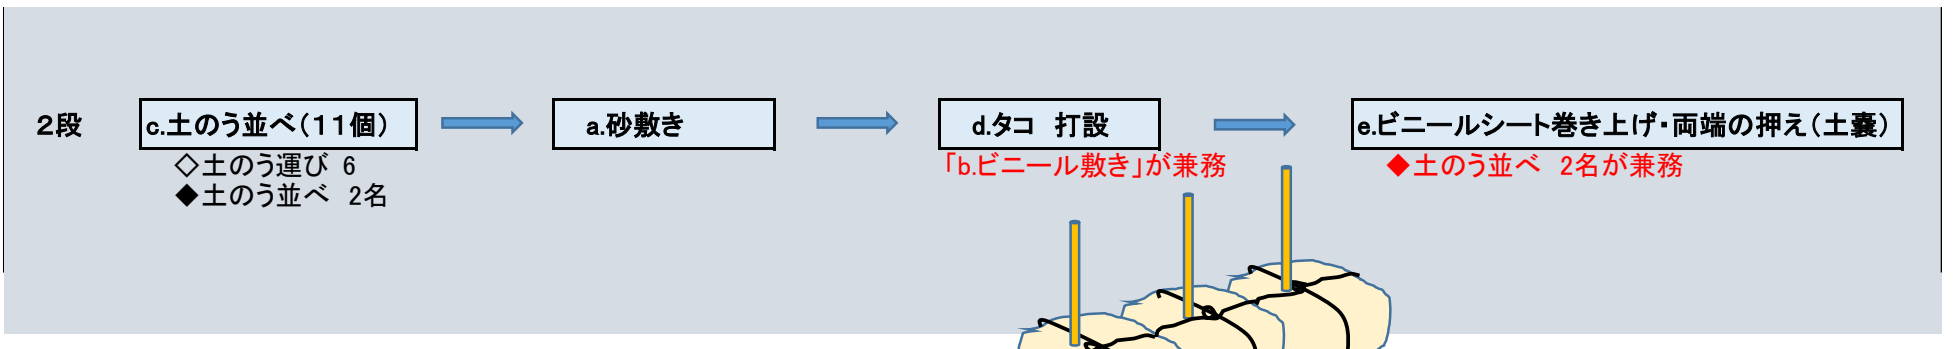 ２段
c.土のう並べ（１１個）
a.砂敷き
d.タコ　打設
e.ビニールシート巻き上げ・両端の押え（土嚢）
◇土のう運び 6
◆土のう並べ　2名
「b.ビニール敷き」が兼務
◆土のう並べ　2名が兼務